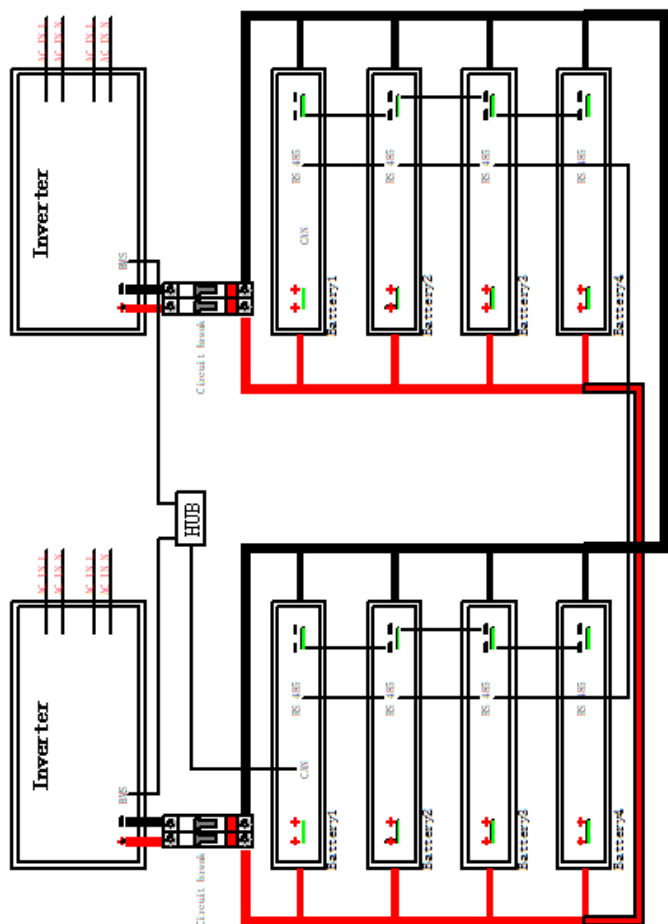 AC IN L
AC IN N
AC IN L
AC IN N
Inverter
BMS
Circuit break
RS 485
CAN
Battery1
RS 485
Battery2
RS 485
Battery3
RS 485
Battery4
HUB
AC IN L
AC IN N
AC IN L
AC IN N
Inverter
BMS
Circuit break
RS 485
CAN
Battery1
RS 485
Battery2
RS 485
Battery3
RS 485
Battery4